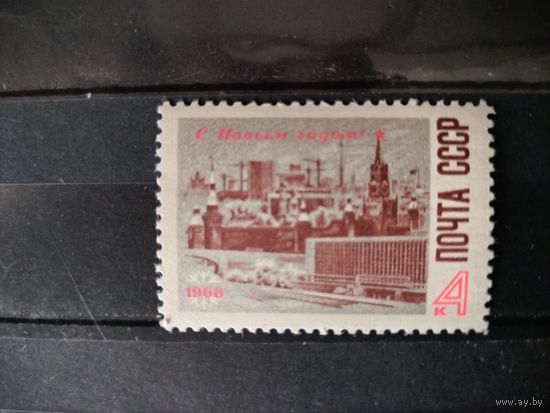 С Новым годом!
ПОЧТА СССР
1968
4
к
www.ay.by